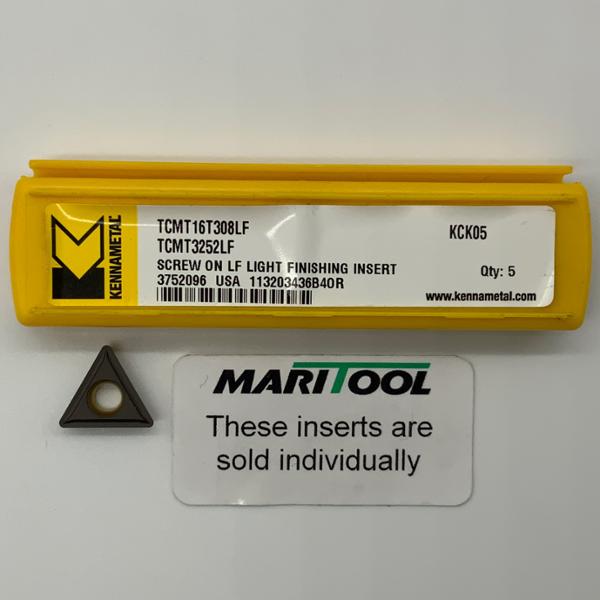 KENNAMETAL
TCMT16T308LF
KCK05
TCMT3252LF
SCREW ON LF LIGHT FINISHING INSERT
3752096 USA 113203436B40R
Qty: 5
www.kennametal.com
MARITOOL
These inserts are
sold individually